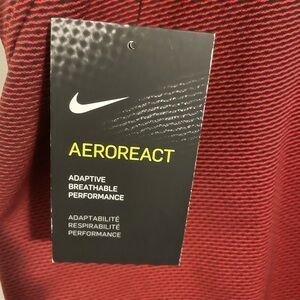 AEROREACT
ADAPTIVE
BREATHABLE
PERFORMANCE
ADAPTABILITÉ
RESPIRABILITÉ
PERFORMANCE